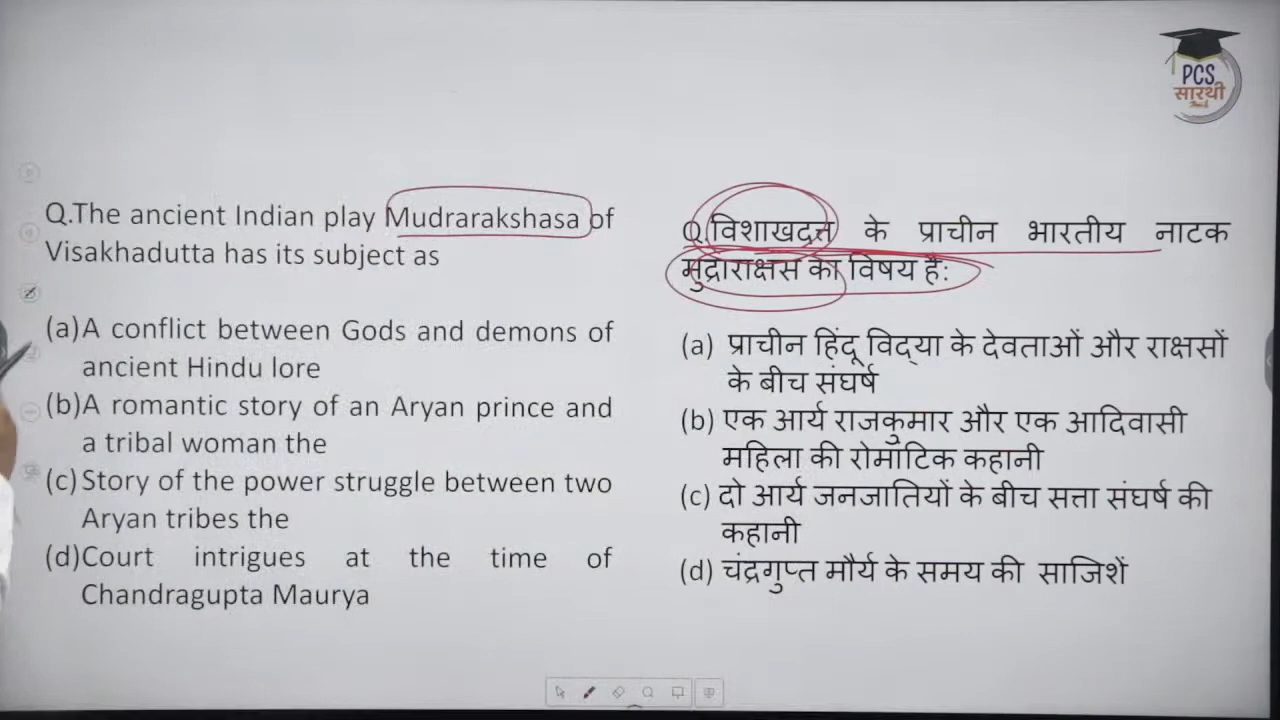 PCS
सारथी
Q.The ancient Indian play Mudrarakshasa of
Visakhadutta has its subject as
(a)A conflict between Gods and demons of
ancient Hindu lore
(b)A romantic story of an Aryan prince and
a tribal woman the
(c)Story of the power struggle between two
Aryan tribes the
(d)Court intrigues at the time of
Chandragupta Maurya
Q.विशाखदत्त के प्राचीन भारतीय नाटक
मुद्राराक्षस का विषय है:
(a) प्राचीन हिंदू विद्या के देवताओं और राक्षसों
के बीच संघर्ष
(b) एक आर्य राजकुमार और एक आदिवासी
महिला की रोमांटिक कहानी
(c) दो आर्य जनजातियों के बीच सत्ता संघर्ष की
कहानी
(d) चंद्रगुप्त मौर्य के समय की साजिशें